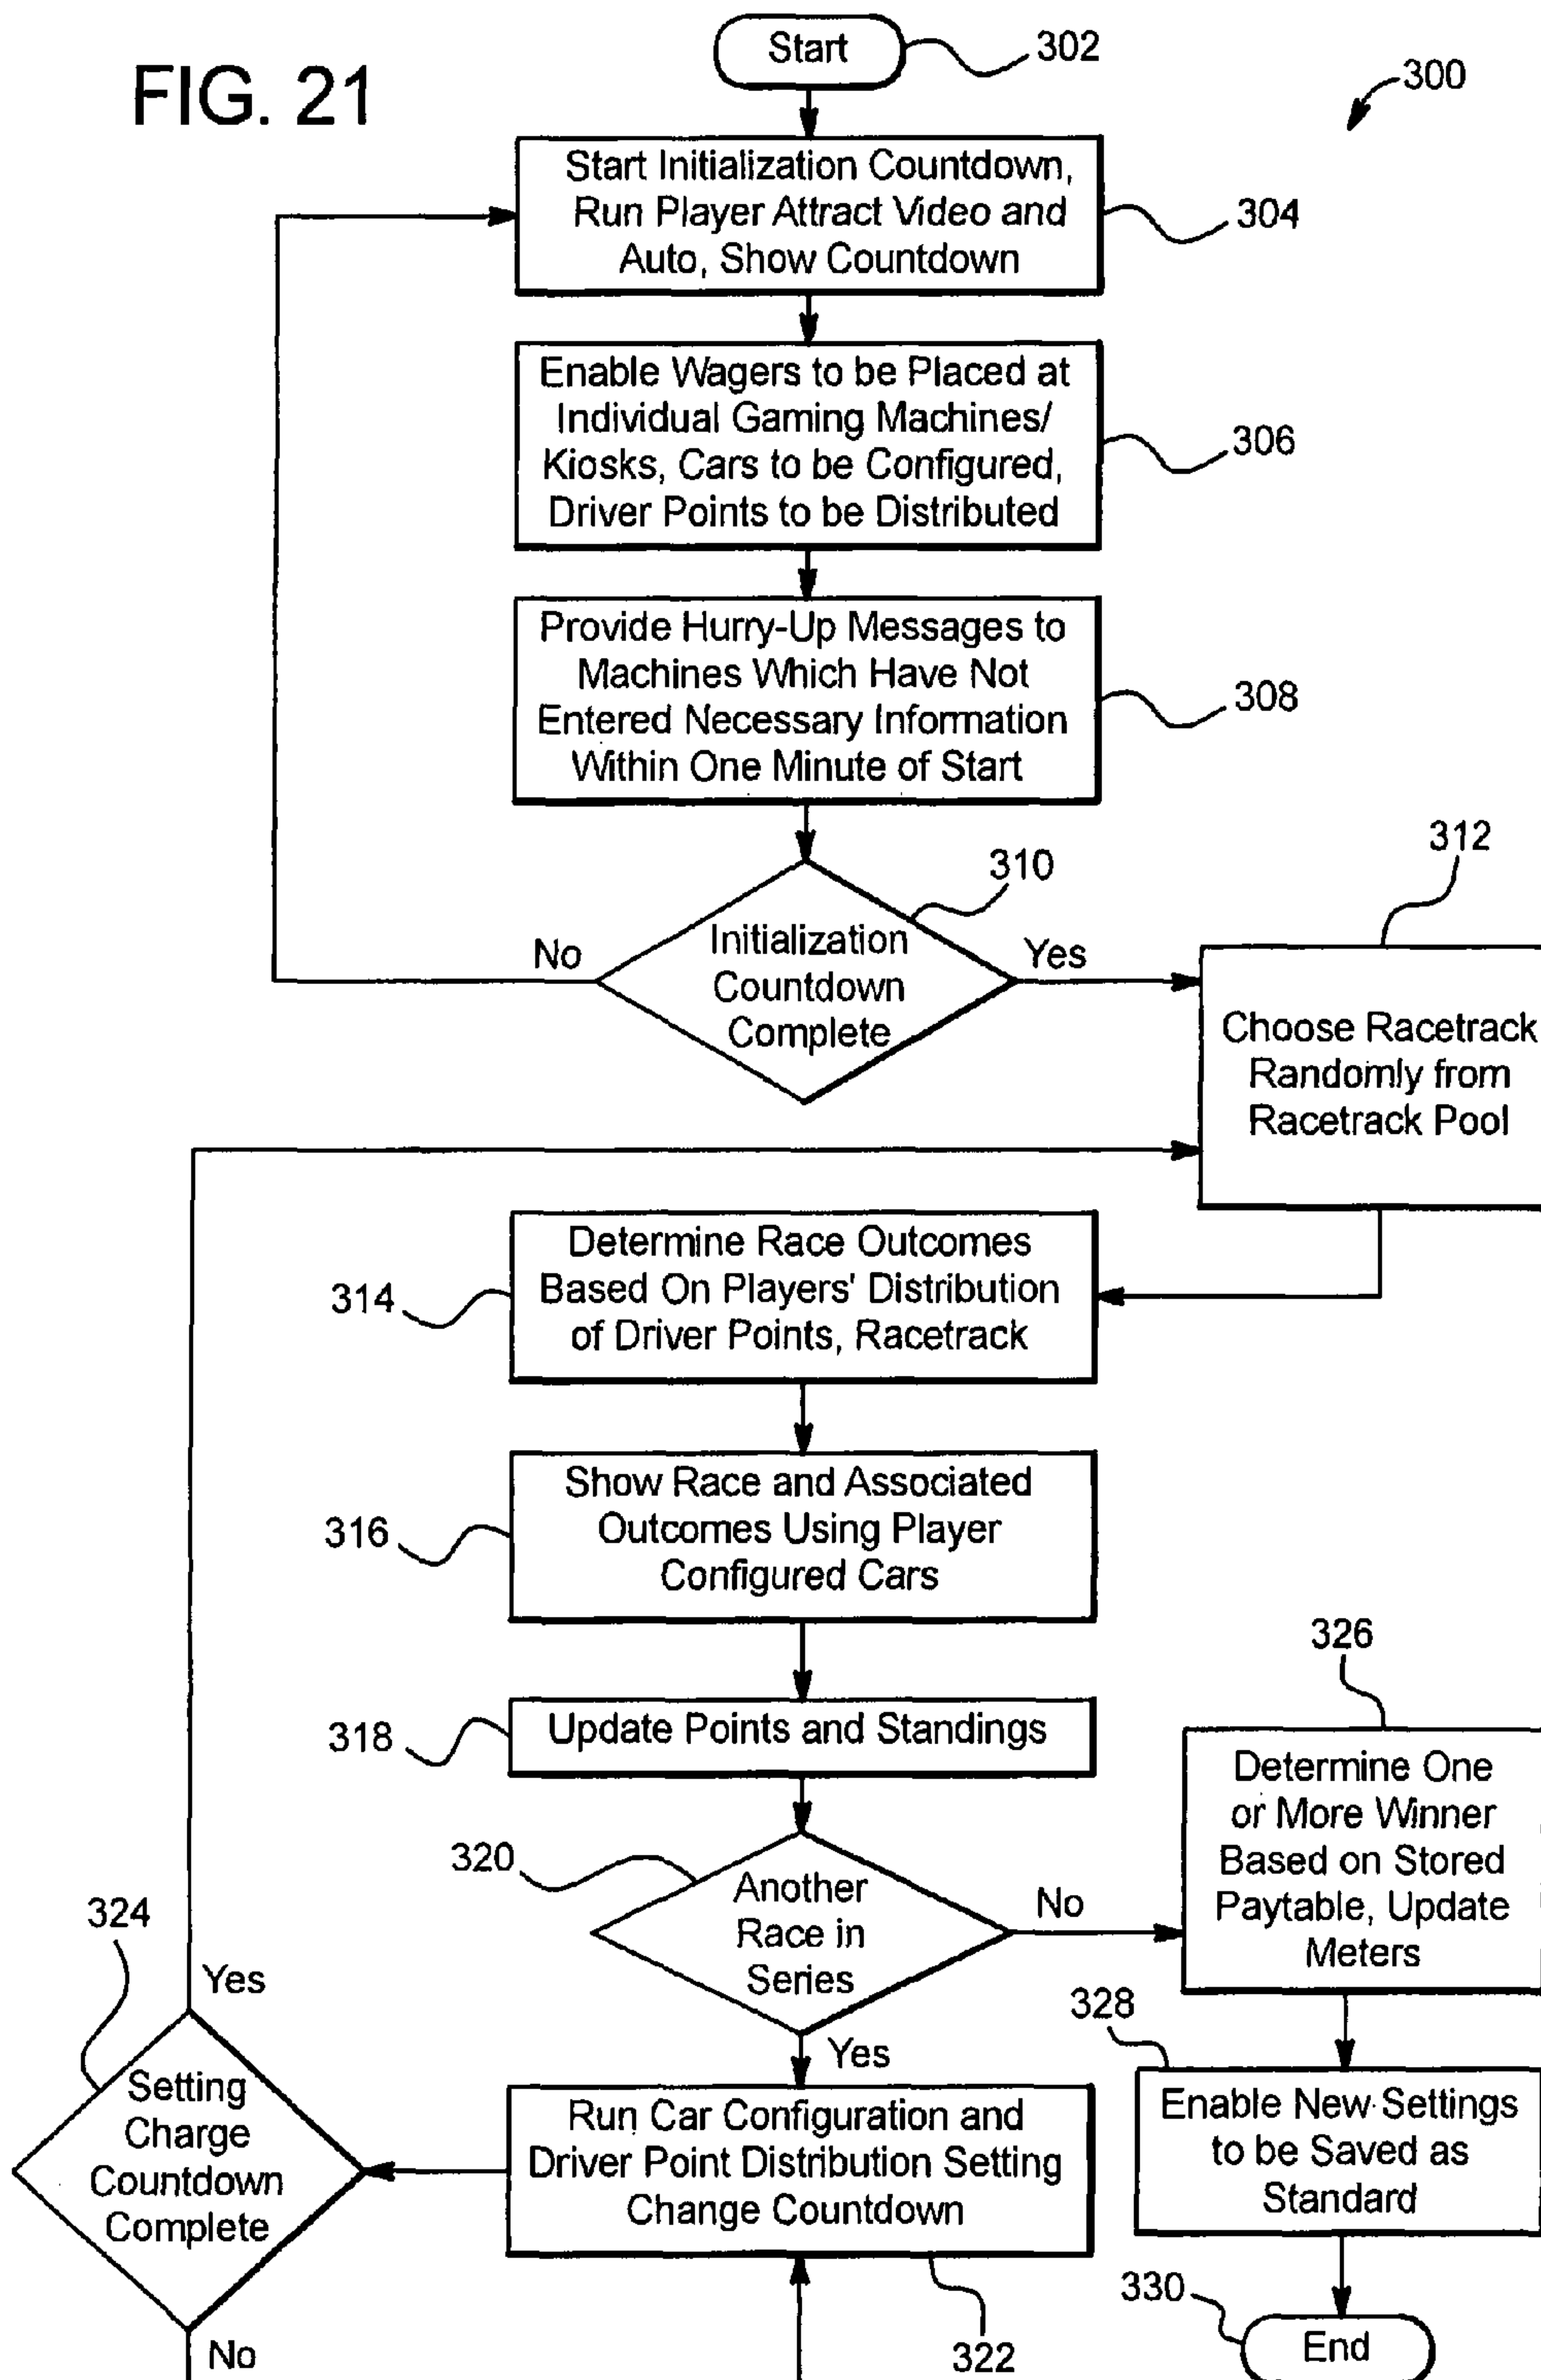 FIG. 21
Start
302
300
Start Initialization Countdown,
Run Player Attract Video and
Auto, Show Countdown
304
Enable Wagers to be Placed at
Individual Gaming Machines/
Kiosks, Cars to be Configured,
Driver Points to be Distributed
306
Provide Hurry-Up Messages to
Machines Which Have Not
Entered Necessary Information
Within One Minute of Start
308
310
Initialization
Countdown
Complete
No
Yes
312
Choose Racetrack
Randomly from
Racetrack Pool
Determine Race Outcomes
Based On Players' Distribution
of Driver Points, Racetrack
314
Show Race and Associated
Outcomes Using Player
Configured Cars
316
Update Points and Standings
318
320
Another
Race in
Series
No
Yes
326
Determine One
or More Winner
Based on Stored
Paytable, Update
Meters
328
Enable New Settings
to be Saved as
Standard
324
Yes
Setting
Charge
Countdown
Complete
No
Run Car Configuration and
Driver Point Distribution Setting
Change Countdown
322
330
End